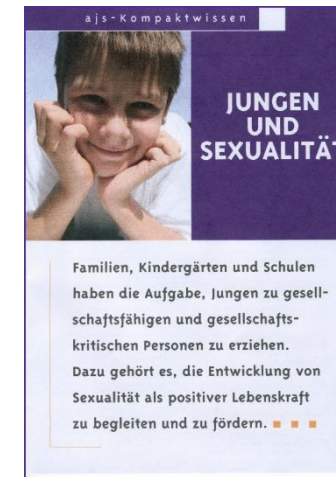 ajs-Kompaktwissen
JUNGEN
UND
SEXUALITÄT
Familien, Kindergärten und Schulen
haben die Aufgabe, Jungen zu gesell-
schaftsfähigen und gesellschafts-
kritischen Personen zu erziehen.
Dazu gehört es, die Entwicklung von
Sexualität als positiver Lebenskraft
zu begleiten und zu fördern.